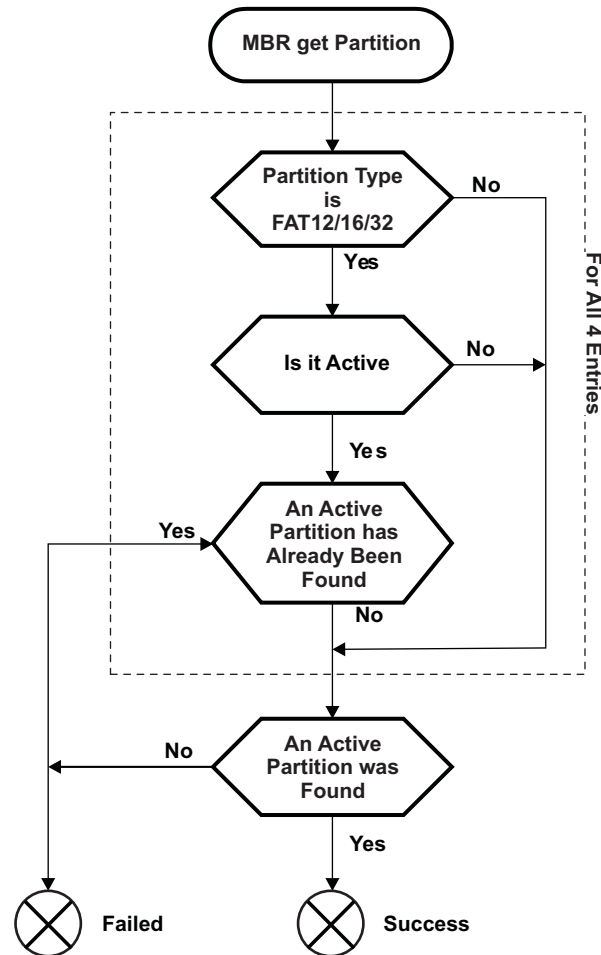 MBR get Partition
Partition Type
is
FAT12/16/32
No
Yes
For All 4 Entries
Is it Active
No
Yes
An Active
Partition has
Already Been
Found
Yes
No
An Active
Partition was
Found
No
Yes
Failed
Success